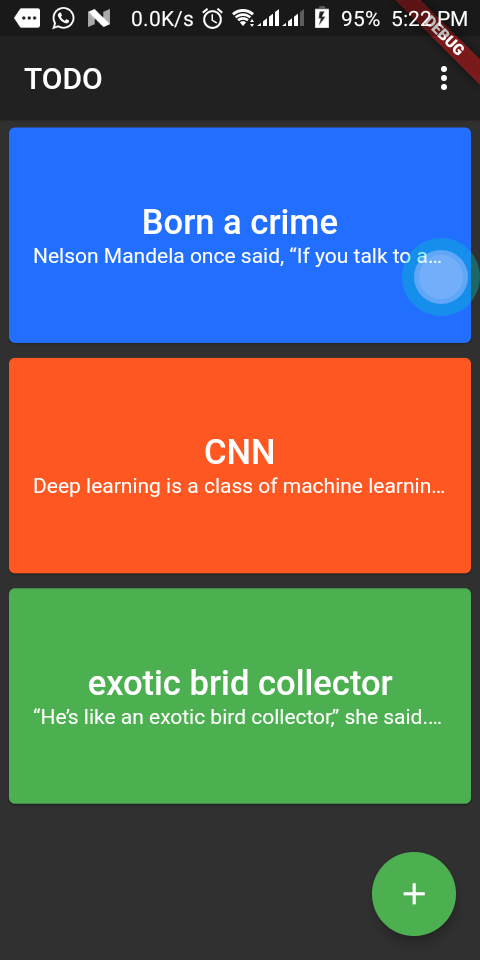 0.0K/s 95% 5:22 PM
DEBUG
TODO
Born a crime
Nelson Mandela once said, “If you talk to a...
CNN
Deep learning is a class of machine learnin...
exotic brid collector
“He’s like an exotic bird collector,” she said....